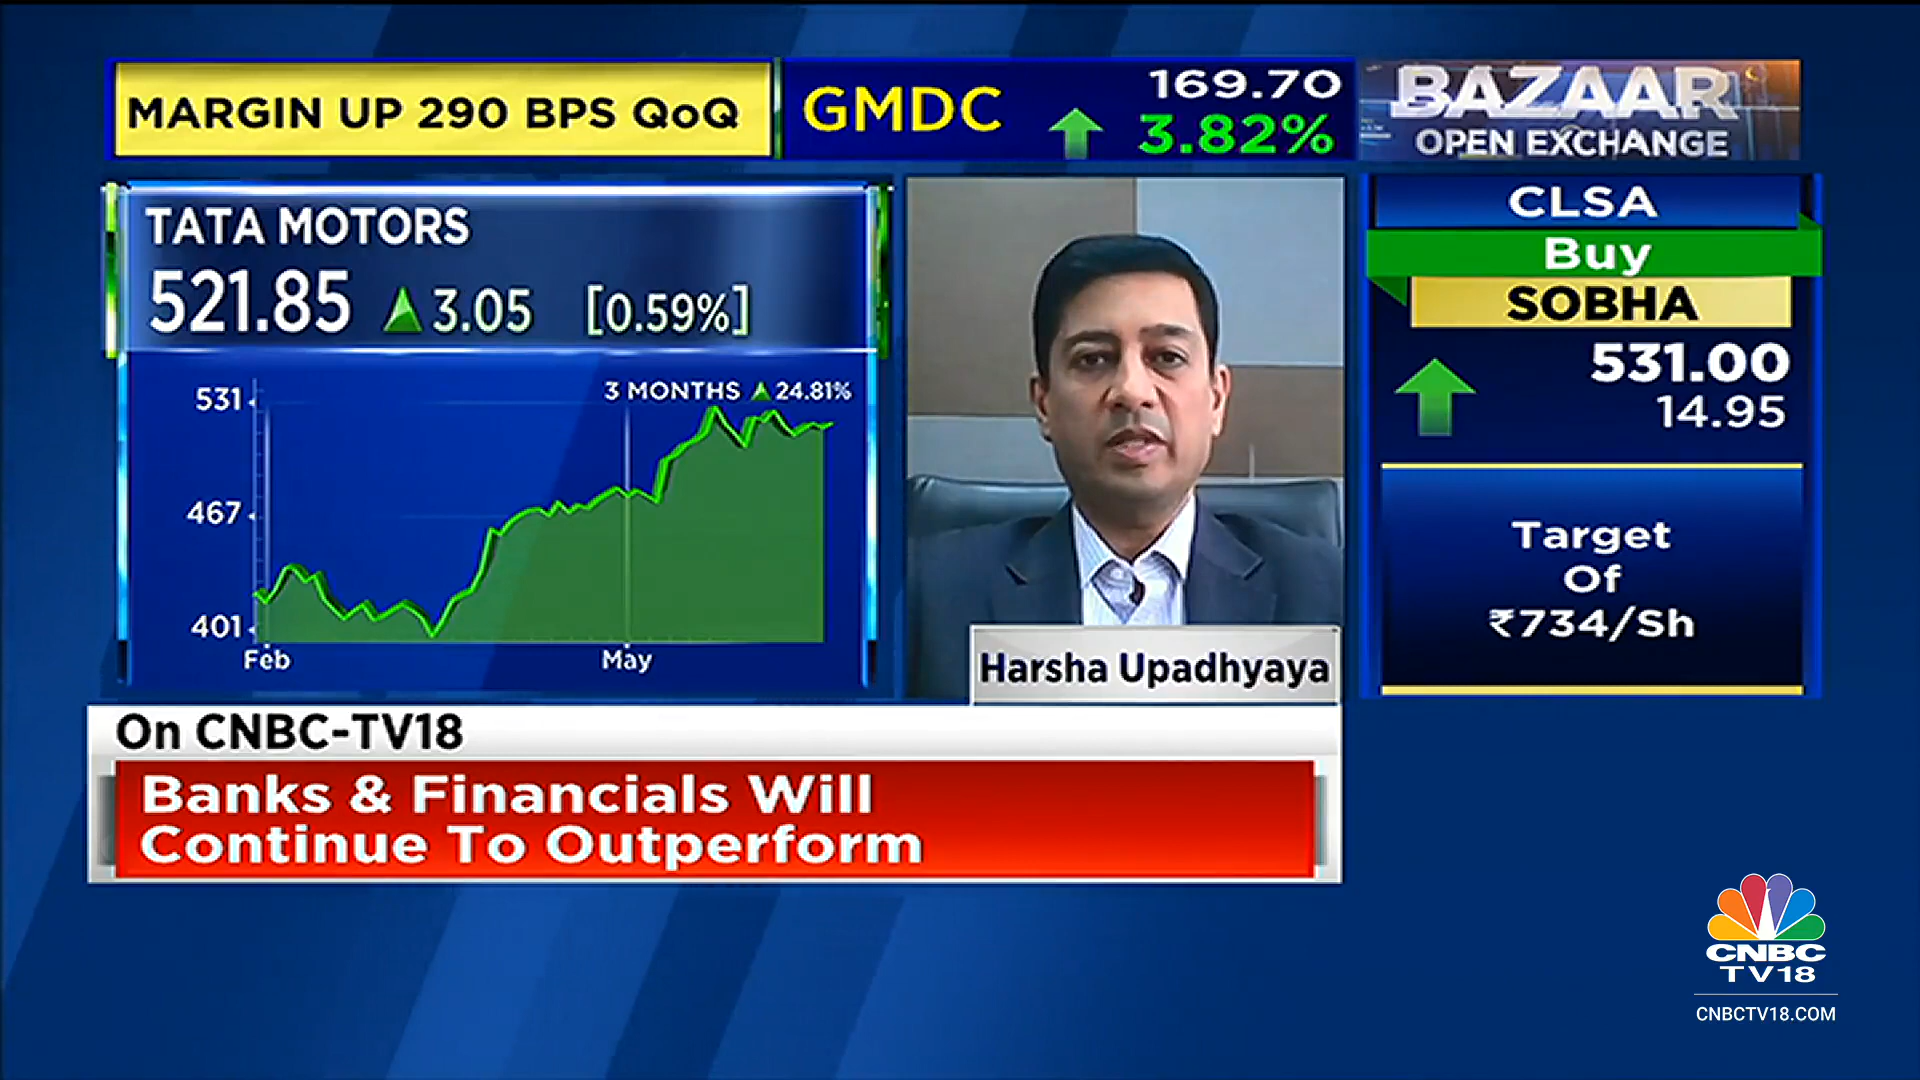 MARGIN UP 290 BPS QoQ
GMDC
169.70
3.82%
BAZAAR
OPEN EXCHANGE
TATA MOTORS
521.85 ▲ 3.05 [0.59%]
3 MONTHS ▲ 24.81%
531
467
401
Feb
May
Harsha Upadhyaya
CLSA
Buy
SOBHA
531.00
14.95
Target
Of
₹734/Sh
On CNBC-TV18
Banks & Financials Will
Continue To Outperform
CNBC
TV18
CNBCTV18.COM